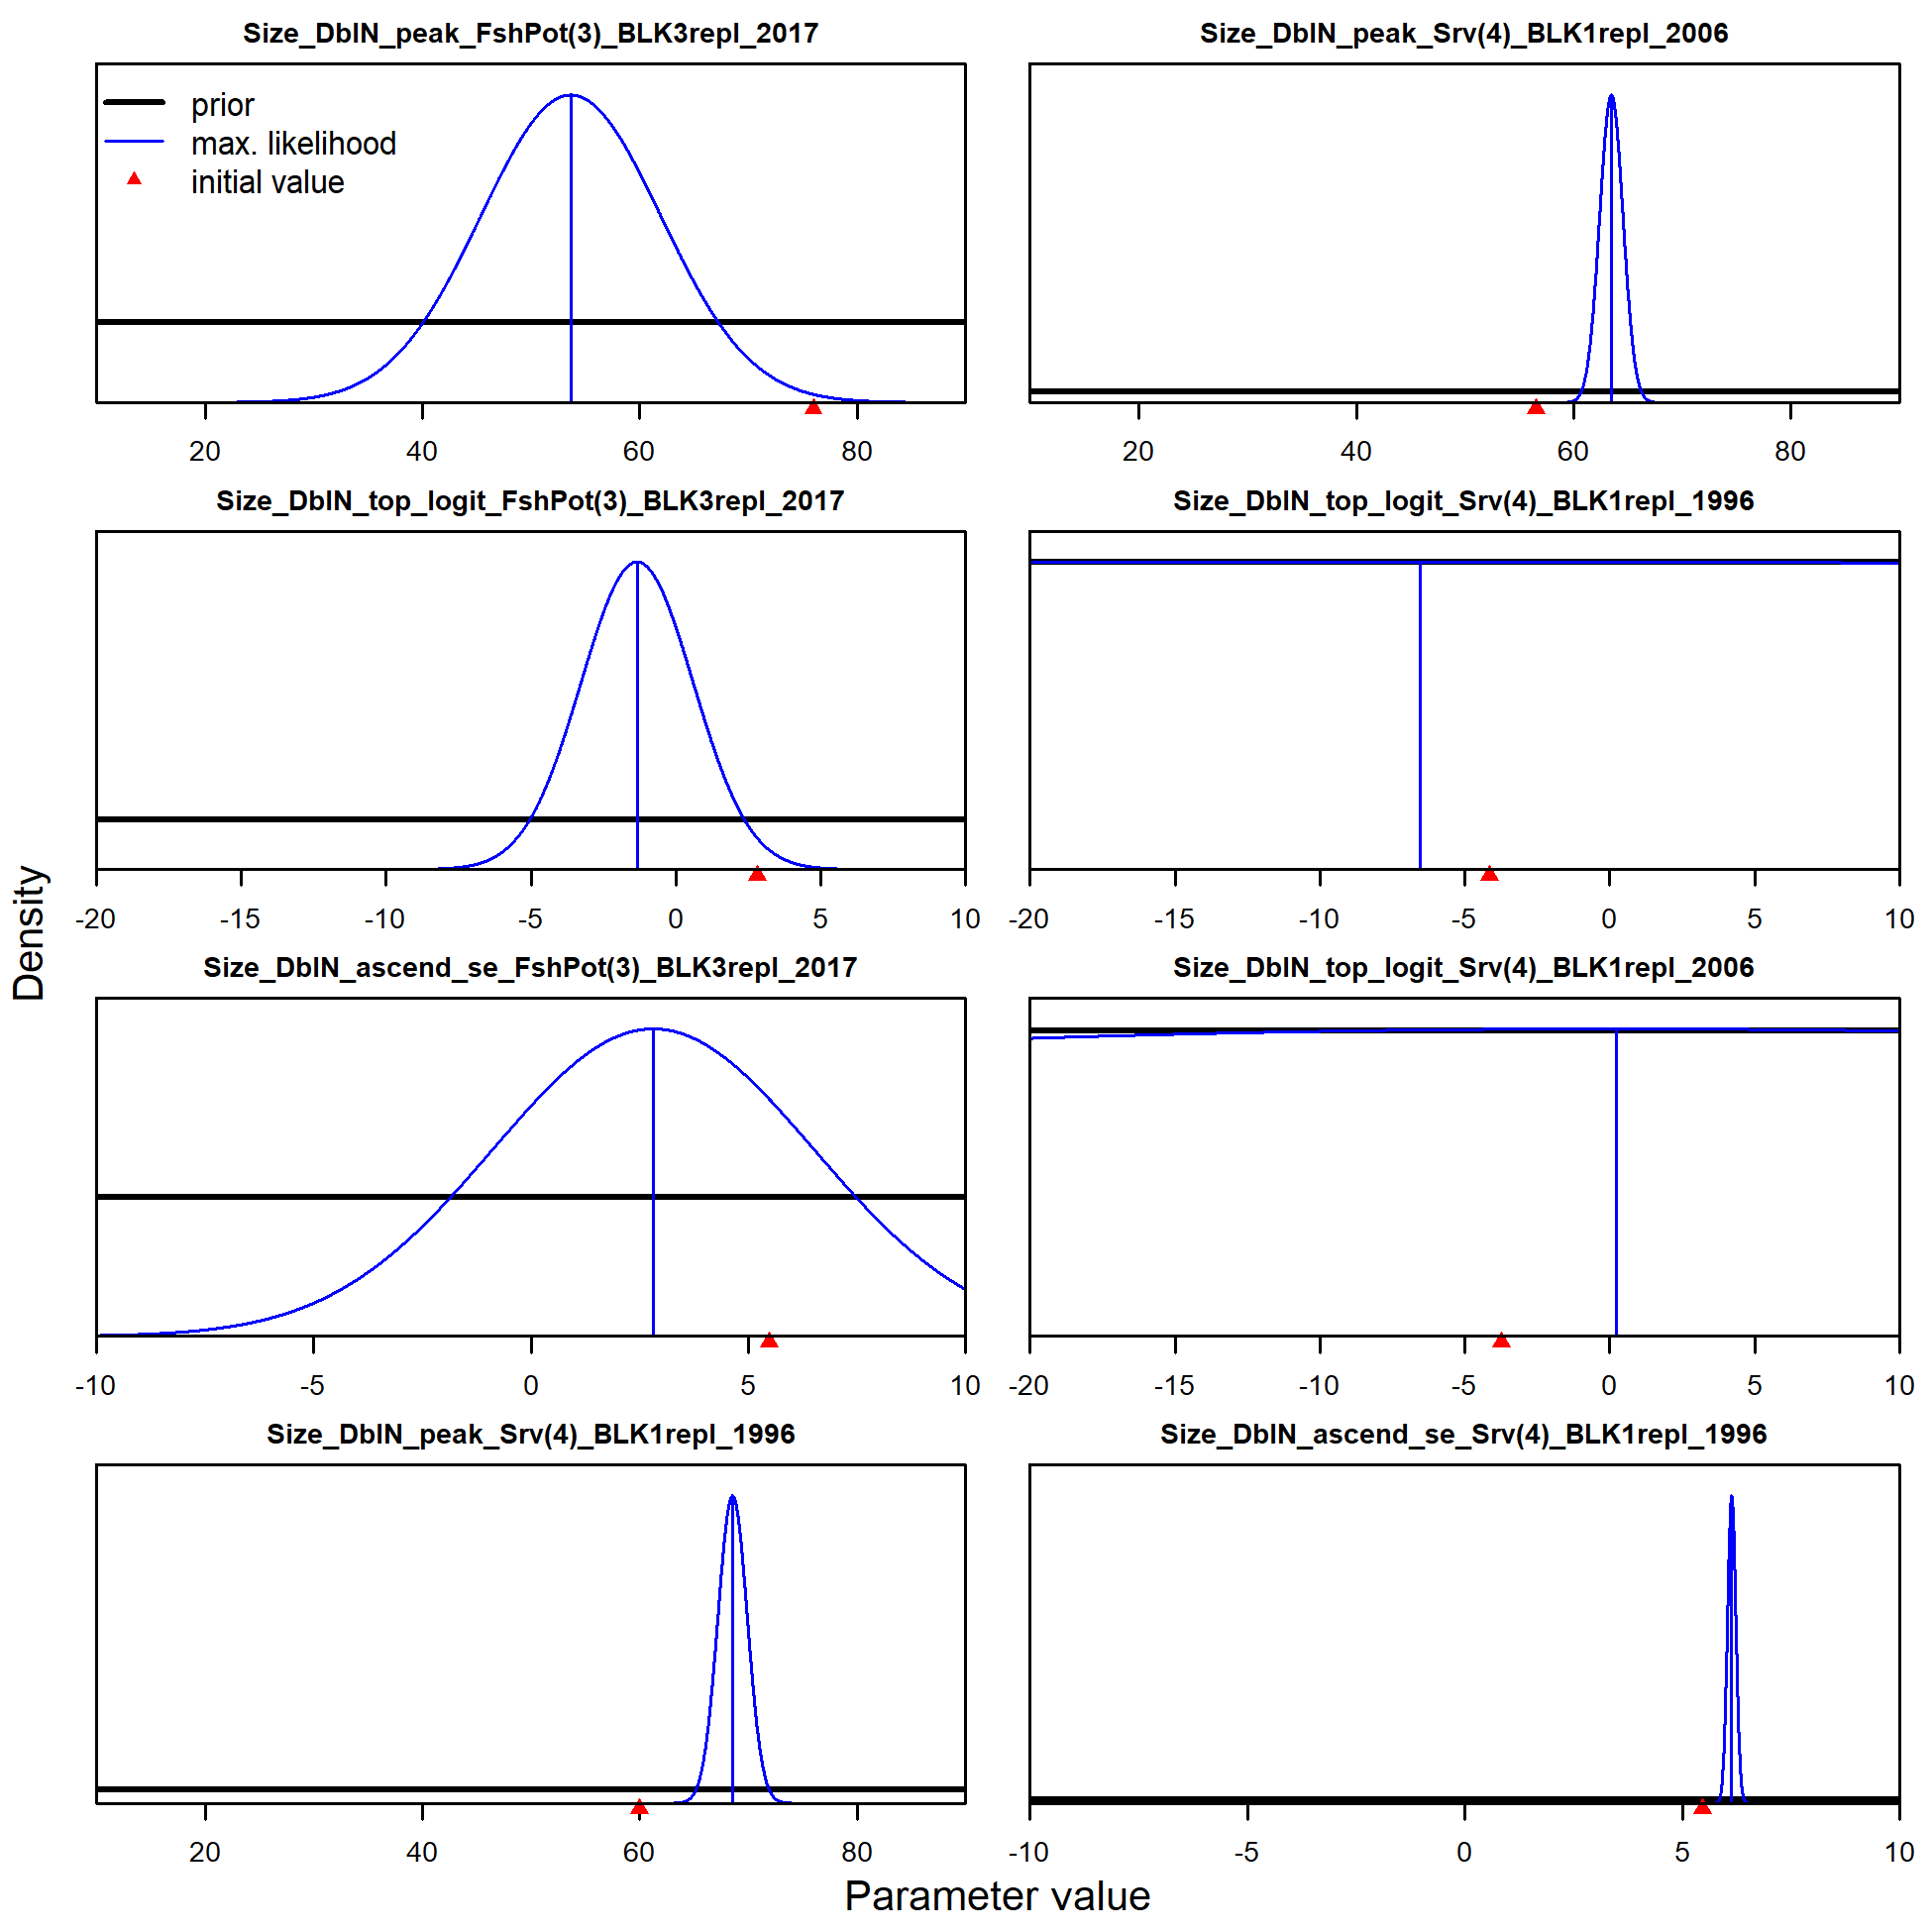 Size_DblN_peak_FshPot(3)_BLK3repl_2017
prior
max. likelihood
initial value
20 40 60 80
Size_DblN_peak_Srv(4)_BLK1repl_2006
20 40 60 80
Size_DblN_top_logit_FshPot(3)_BLK3repl_2017
-20 -15 -10 -5 0 5 10
Size_DblN_top_logit_Srv(4)_BLK1repl_1996
-20 -15 -10 -5 0 5 10
Size_DblN_ascend_se_FshPot(3)_BLK3repl_2017
-10 -5 0 5 10
Size_DblN_top_logit_Srv(4)_BLK1repl_2006
-20 -15 -10 -5 0 5 10
Size_DblN_peak_Srv(4)_BLK1repl_1996
20 40 60 80
Size_DblN_ascend_se_Srv(4)_BLK1repl_1996
-10 -5 0 5 10
Density
Parameter value